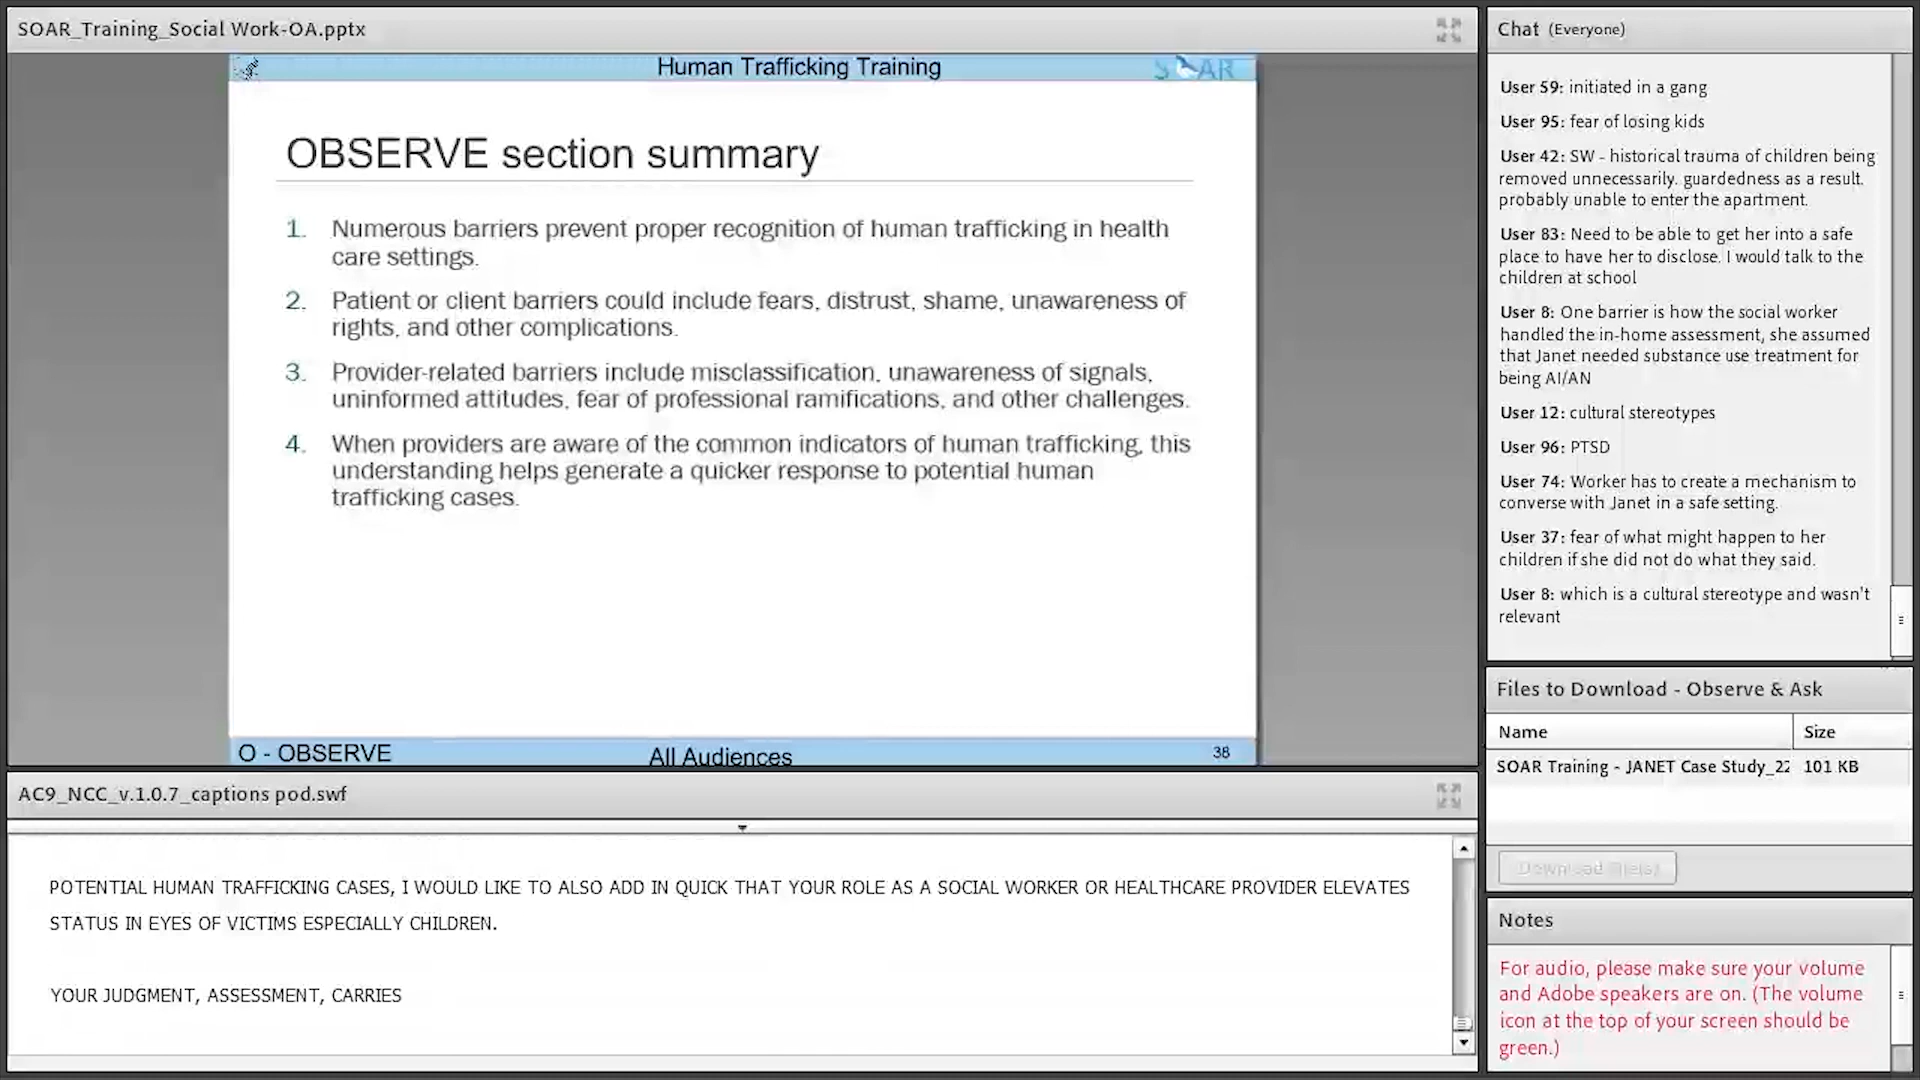 SOAR_Training_Social Work-OA.pptx
Human Trafficking Training
SOAR
OBSERVE section summary
1. Numerous barriers prevent proper recognition of human trafficking in health
care settings.
2. Patient or client barriers could include fears, distrust, shame, unawareness of
rights, and other complications.
3. Provider-related barriers include misclassification, unawareness of signals,
uninformed attitudes, fear of professional ramifications, and other challenges.
4. When providers are aware of the common indicators of human trafficking, this
understanding helps generate a quicker response to potential human
trafficking cases.
O - OBSERVE
All Audiences
38
AC9_NCC_v.1.0.7_captions pod.swf
POTENTIAL HUMAN TRAFFICKING CASES, I WOULD LIKE TO ALSO ADD IN QUICK THAT YOUR ROLE AS A SOCIAL WORKER OR HEALTHCARE PROVIDER ELEVATES
STATUS IN EYES OF VICTIMS ESPECIALLY CHILDREN.
YOUR JUDGMENT, ASSESSMENT, CARRIES
Chat (Everyone)
User 59: initiated in a gang
User 95: fear of losing kids
User 42: SW - historical trauma of children being
removed unnecessarily. guardedness as a result.
probably unable to enter the apartment.
User 83: Need to be able to get her into a safe
place to have her to disclose. I would talk to the
children at school
User 8: One barrier is how the social worker
handled the in-home assessment, she assumed
that Janet needed substance use treatment for
being AI/AN
User 12: cultural stereotypes
User 96: PTSD
User 74: Worker has to create a mechanism to
converse with Janet in a safe setting.
User 37: fear of what might happen to her
children if she did not do what they said.
User 8: which is a cultural stereotype and wasn't
relevant
Files to Download - Observe & Ask
Name Size
SOAR Training - JANET Case Study_22 101 KB
Download File(s)
Notes
For audio, please make sure your volume
and Adobe speakers are on. (The volume
icon at the top of your screen should be
green.)